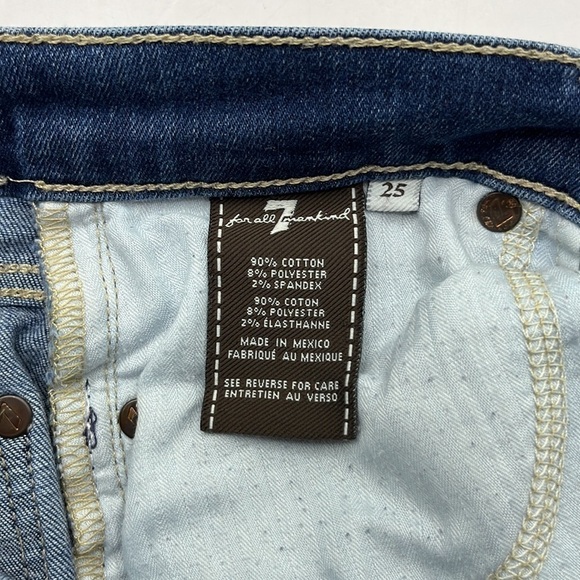 7
for all mankind
25
90% COTTON
8% POLYESTER
2% SPANDEX
90% COTON
8% POLYESTER
2% ÉLASTHANNE
MADE IN MEXICO
FABRIQUÉ AU MEXIQUE
SEE REVERSE FOR CARE
ENTRETIEN AU VERSO